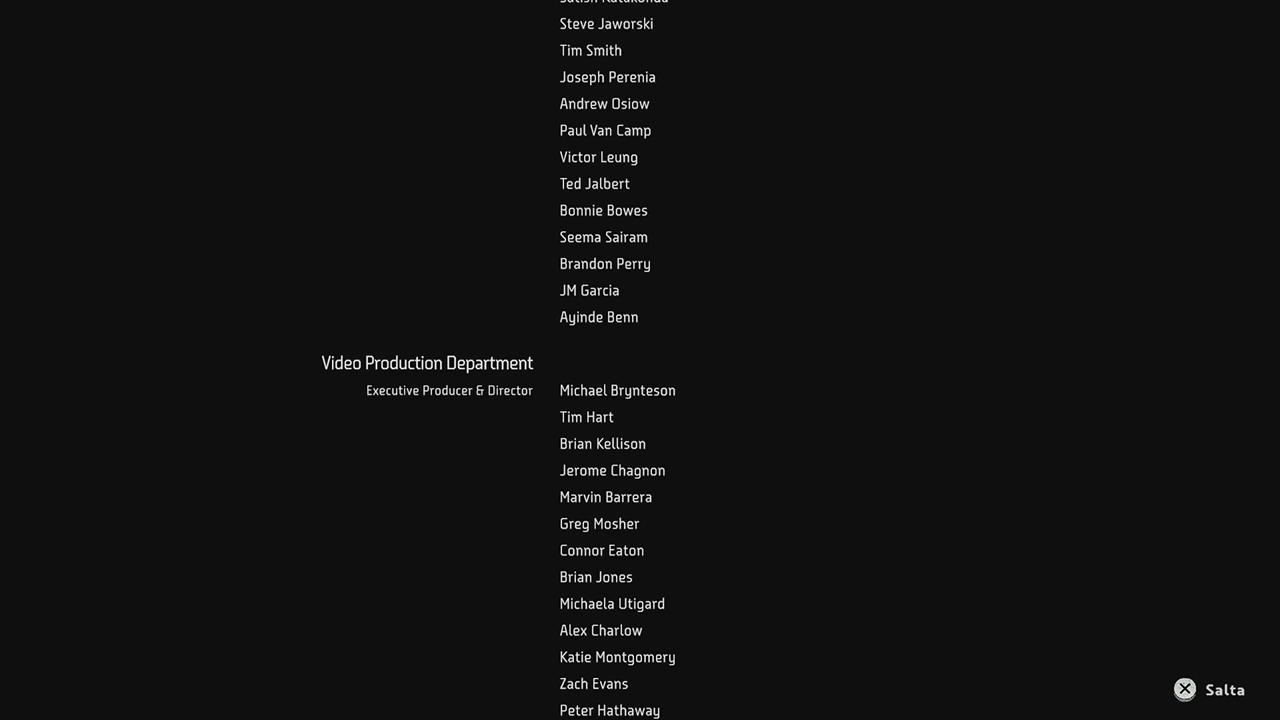 Steve Jaworski
Tim Smith
Joseph Perenia
Andrew Osiow
Paul Van Camp
Victor Leung
Ted Jalbert
Bonnie Bowes
Seema Sairam
Brandon Perry
JM Garcia
Ayinde Benn
Video Production Department
Executive Producer & Director Michael Brynteson
Tim Hart
Brian Kellison
Jerome Chagnon
Marvin Barrera
Greg Mosher
Connor Eaton
Brian Jones
Michaela Utigard
Alex Charlow
Katie Montgomery
Zach Evans
Peter Hathaway
Salta